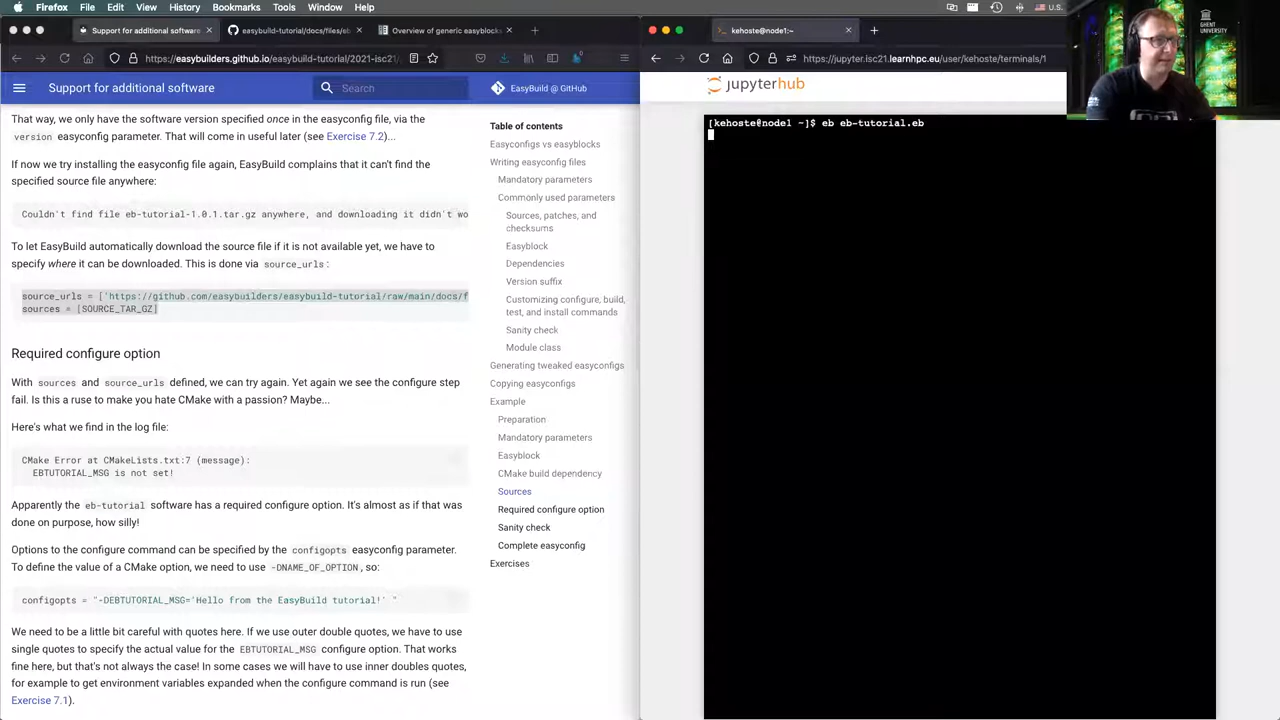 Firefox File Edit View History Bookmarks Tools Window Help
Support for additional software
easybuild-tutorial/docs/files/eb
Overview of generic easyblocks
https://easybuilders.github.io/easybuild-tutorial/2021-isc21/
Support for additional software
Search
EasyBuild @ GitHub
That way, we only have the software version specified once in the easyconfig file, via the
version easyconfig parameter. That will come in useful later (see Exercise 7.2)...
If now we try installing the easyconfig file again, EasyBuild complains that it can't find the
specified source file anywhere:
Couldn't find file eb-tutorial-1.0.1.tar.gz anywhere, and downloading it didn't wo
To let EasyBuild automatically download the source file if it is not available yet, we have to
specify where it can be downloaded. This is done via source_urls:
source_urls = ['https://github.com/easybuilders/easybuild-tutorial/raw/main/docs/f
sources = [SOURCE_TAR_GZ]
Required configure option
With sources and source_urls defined, we can try again. Yet again we see the configure step
fail. Is this a ruse to make you hate CMake with a passion? Maybe...
Here's what we find in the log file:
CMake Error at CMakeLists.txt:7 (message):
EBTUTORIAL_MSG is not set!
Apparently the eb-tutorial software has a required configure option. It's almost as if that was
done on purpose, how silly!
Options to the configure command can be specified by the configopts easyconfig parameter.
To define the value of a CMake option, we need to use -DNAME_OF_OPTION, so:
configopts = "-DEBTUTORIAL_MSG='Hello from the EasyBuild tutorial!' "
We need to be a little bit careful with quotes here. If we use outer double quotes, we have to use
single quotes to specify the actual value for the EBTUTORIAL_MSG configure option. That works
fine here, but that's not always the case! In some cases we will have to use inner doubles quotes,
for example to get environment variables expanded when the configure command is run (see
Exercise 7.1).
Table of contents
Easyconfigs vs easyblocks
Writing easyconfig files
Mandatory parameters
Commonly used parameters
Sources, patches, and
checksums
Easyblock
Dependencies
Version suffix
Customizing configure, build,
test, and install commands
Sanity check
Module class
Generating tweaked easyconfigs
Copying easyconfigs
Example
Preparation
Mandatory parameters
Easyblock
CMake build dependency
Sources
Required configure option
Sanity check
Complete easyconfig
Exercises
kehoste@node1:~
https://jupyter.isc21.learnhpc.eu/user/kehoste/terminals/1
jupyterhub
[kehoste@node1 ~]$ eb eb-tutorial.eb
GHENT
UNIVERSITY